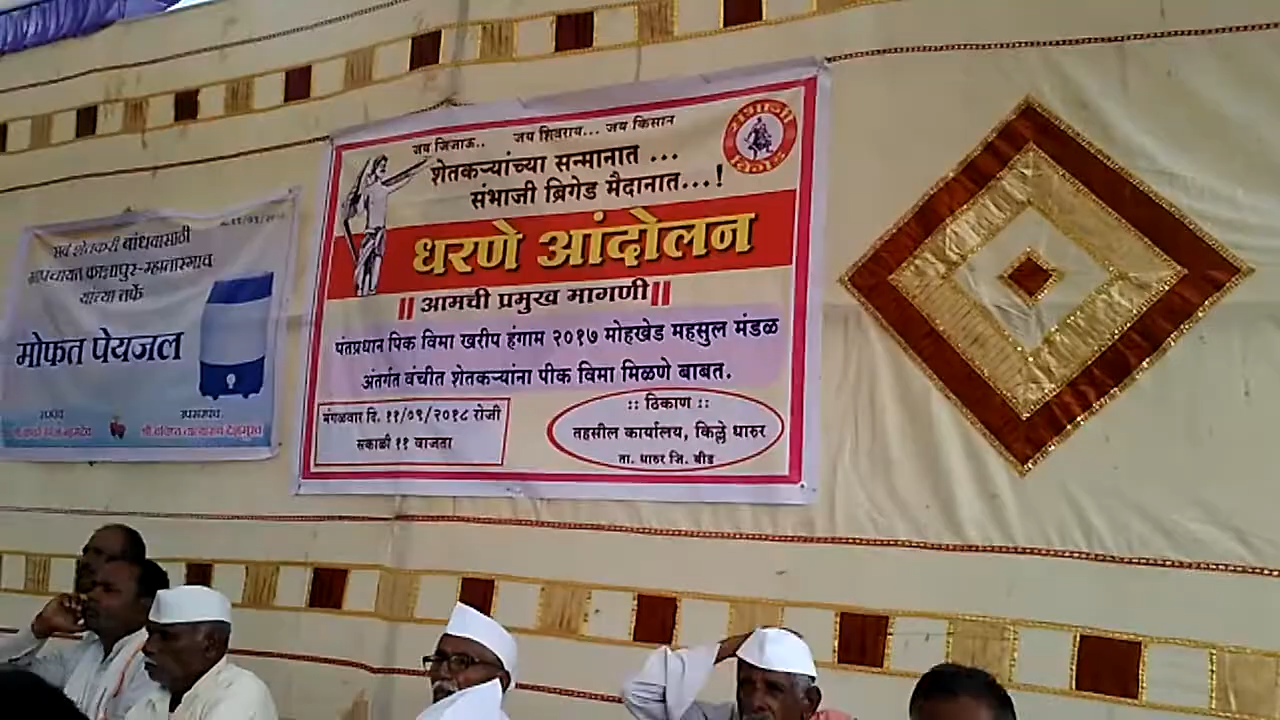 सर्व शेतकरी बांधवासाठी
यांच्या तर्फे
मोफत पेयजल
सरपंच
उपसरपंच
जय जिजाऊ.. जय शिवराय... जय किसान
संभाजी
ब्रिगेड
शेतकऱ्यांच्या सन्मानात ...
संभाजी ब्रिगेड मैदानात...!
धरणे आंदोलन
|| आमची प्रमुख मागणी ||
पंतप्रधान पिक विमा खरीप हंगाम २०१७ मोहखेड महसुल मंडळ
अंतर्गत वंचीत शेतकऱ्यांना पीक विमा मिळणे बाबत.
मंगळवार दि. ११/०९/२०१८ रोजी
सकाळी ११ वाजता
:: ठिकाण ::
तहसील कार्यालय, किल्ले धारुर
ता. धारुर जि. बीड